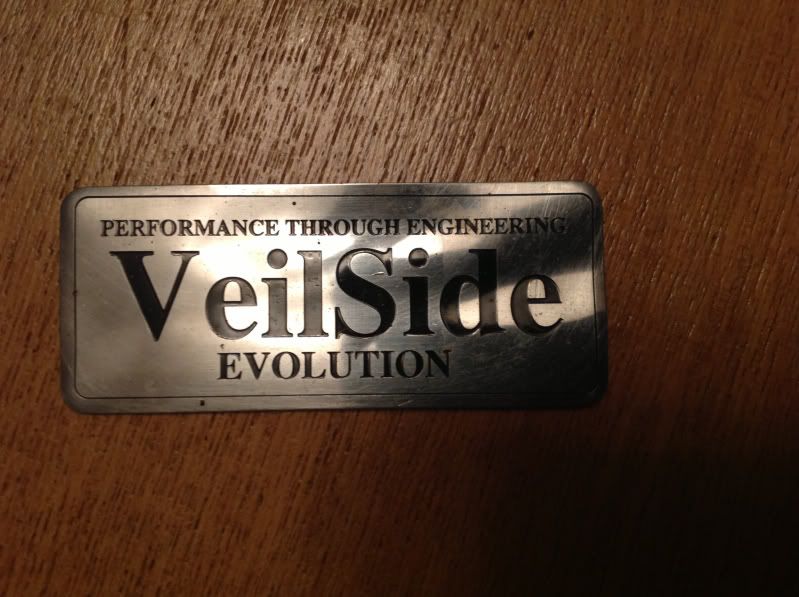 PERFORMANCE THROUGH ENGINEERING
VeilSide
EVOLUTION